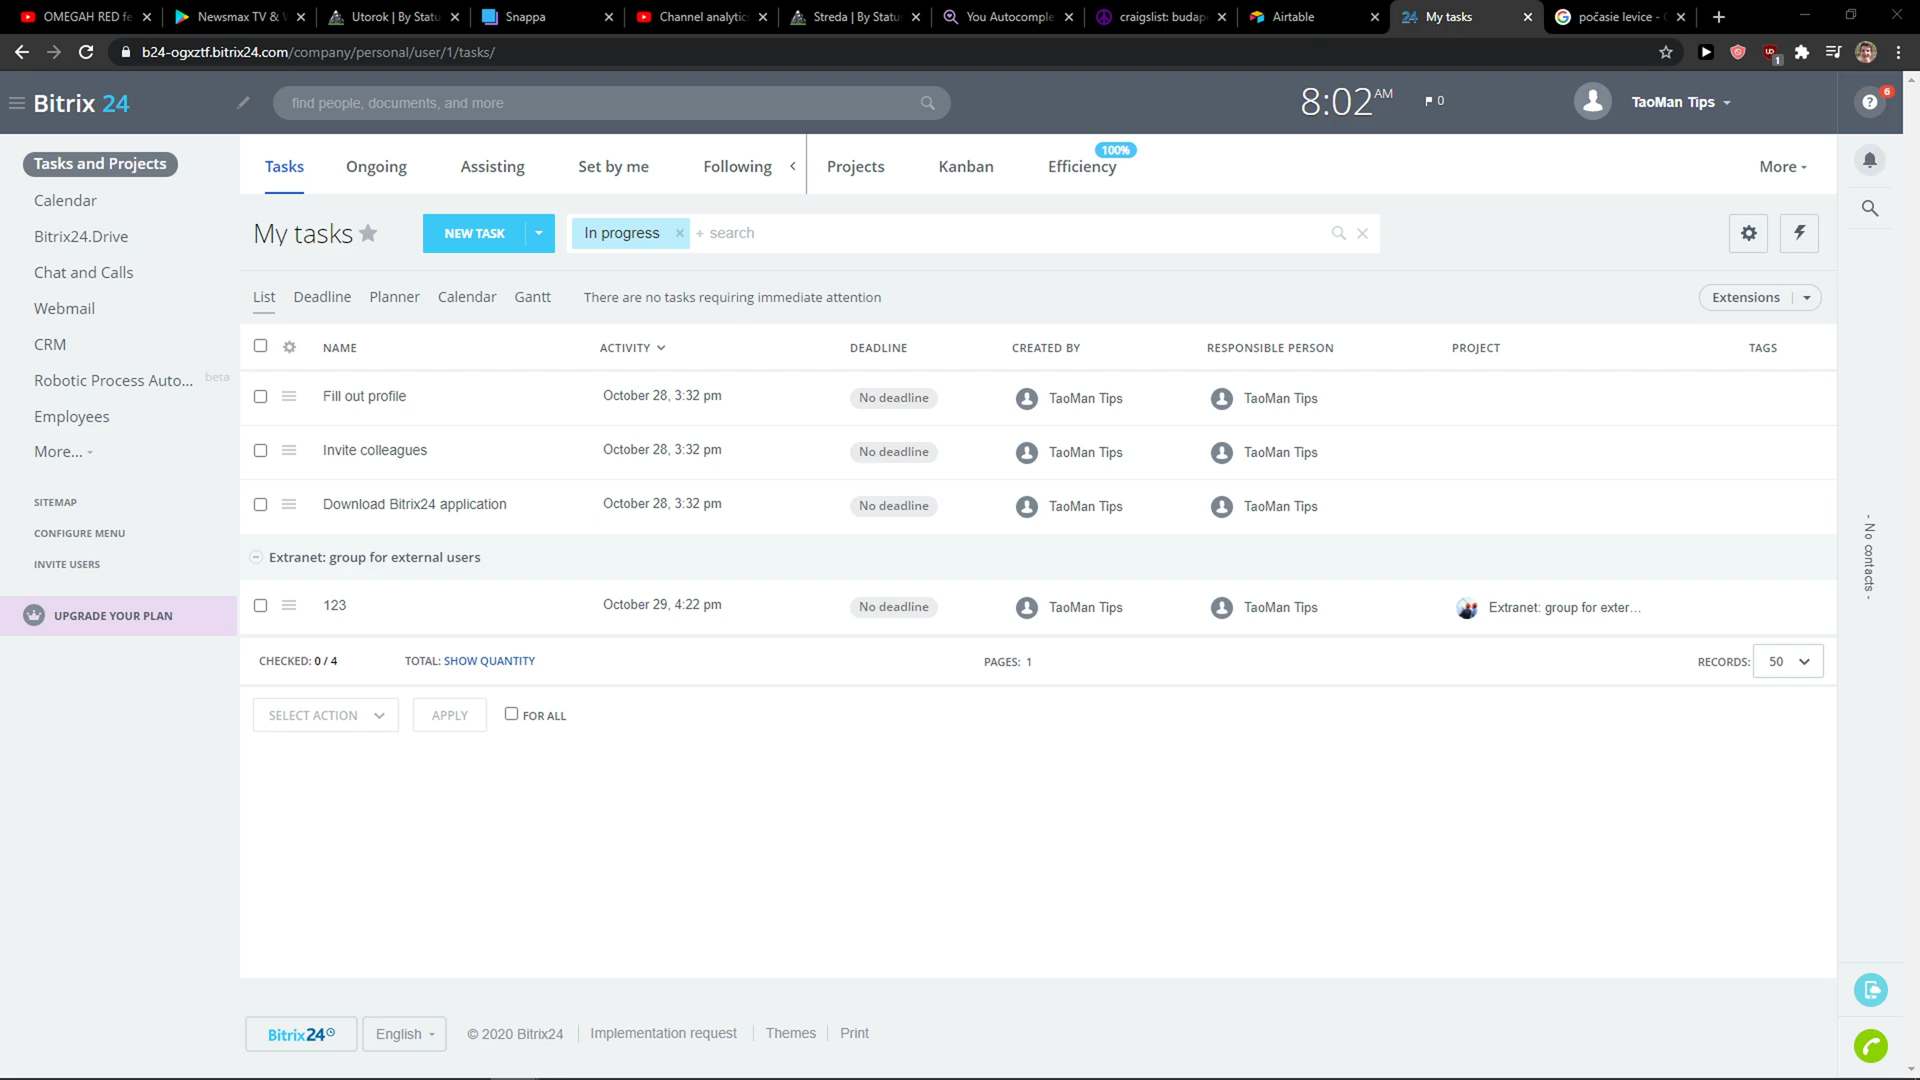 OMEGAH RED fe
Newsmax TV & W
Utorok | By Statu
Snappa
Channel analytic
Streda | By Statu
You Autocomple
craigslist: budap
Airtable
24 My tasks
počasie levice -
b24-ogxztf.bitrix24.com/company/personal/user/1/tasks/
Bitrix 24
find people, documents, and more
8:02 AM
0
TaoMan Tips
6
Tasks and Projects
Calendar
Bitrix24.Drive
Chat and Calls
Webmail
CRM
Robotic Process Auto... beta
Employees
More...
SITEMAP
CONFIGURE MENU
INVITE USERS
UPGRADE YOUR PLAN
Tasks Ongoing Assisting Set by me Following Projects Kanban Efficiency 100% More
My tasks
NEW TASK
In progress × + search
List Deadline Planner Calendar Gantt There are no tasks requiring immediate attention
Extensions
NAME ACTIVITY DEADLINE CREATED BY RESPONSIBLE PERSON PROJECT TAGS
Fill out profile October 28, 3:32 pm No deadline TaoMan Tips TaoMan Tips
Invite colleagues October 28, 3:32 pm No deadline TaoMan Tips TaoMan Tips
Download Bitrix24 application October 28, 3:32 pm No deadline TaoMan Tips TaoMan Tips
Extranet: group for external users
123 October 29, 4:22 pm No deadline TaoMan Tips TaoMan Tips Extranet: group for exter...
CHECKED: 0 / 4 TOTAL: SHOW QUANTITY PAGES: 1 RECORDS: 50
SELECT ACTION APPLY FOR ALL
- No contacts -
Bitrix24 English © 2020 Bitrix24 Implementation request Themes Print